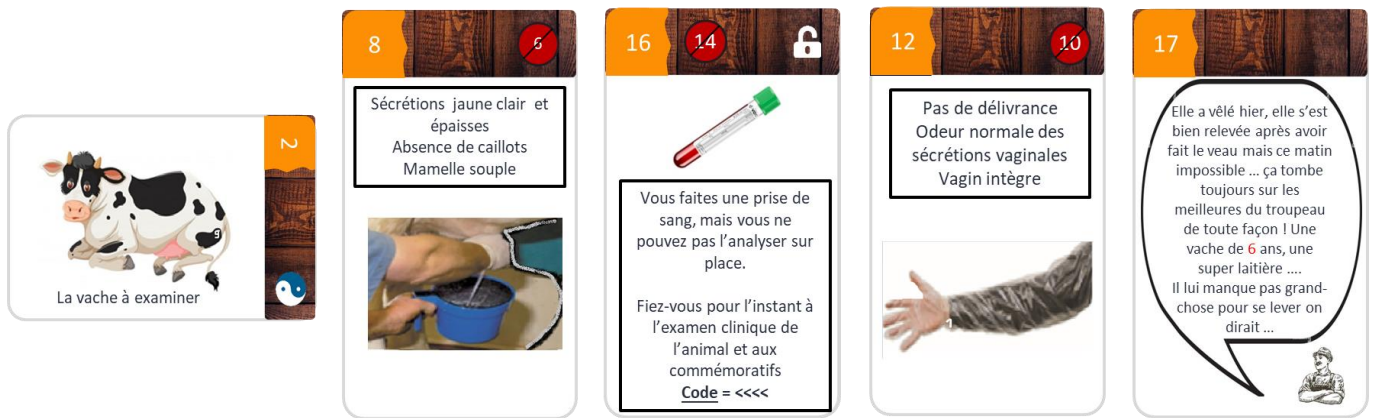 2
La vache à examiner
9
8
6
Sécrétions jaune clair et
épaisses
Absence de caillots
Mamelle souple
16
14
Vous faites une prise de
sang, mais vous ne
pouvez pas l'analyser sur
place.
Fiez-vous pour l'instant à
l'examen clinique de
l'animal et aux
commémoratifs
Code = <<<<
12
10
Pas de délivrance
Odeur normale des
sécrétions vaginales
Vagin intègre
1
17
Elle a vêlé hier, elle s'est
bien relevée après avoir
fait le veau mais ce matin
impossible ... ça tombe
toujours sur les
meilleures du troupeau
de toute façon ! Une
vache de 6 ans, une
super laitière ....
Il lui manque pas grand-
chose pour se lever on
dirait ...